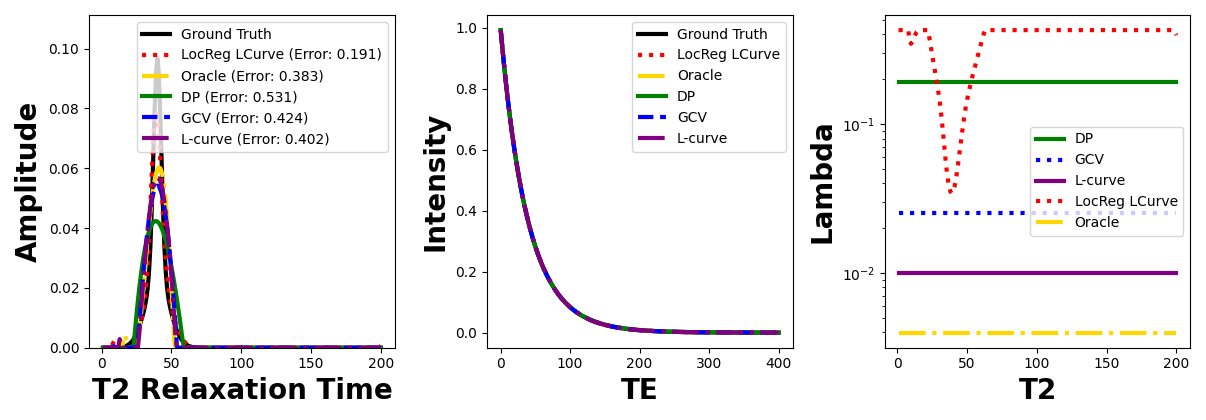 0.10
0.08
0.06
0.04
0.02
0.00
Amplitude
Ground Truth
LocReg LCurve (Error: 0.191)
Oracle (Error: 0.383)
DP (Error: 0.531)
GCV (Error: 0.424)
L-curve (Error: 0.402)
0 50 100 150 200
T2 Relaxation Time
1.0
0.8
0.6
0.4
0.2
0.0
Intensity
Ground Truth
LocReg LCurve
Oracle
DP
GCV
L-curve
0 100 200 300 400
TE
10⁻¹
10⁻²
Lambda
DP
GCV
L-curve
LocReg LCurve
Oracle
0 50 100 150 200
T2